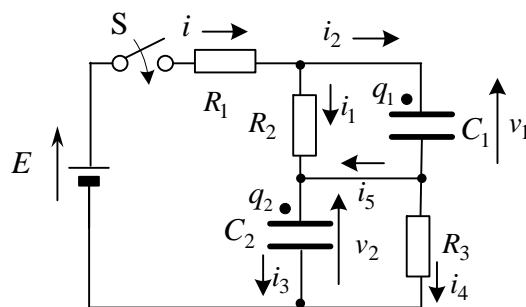 S i i₂
R₁ q₁
R₂ i₁ C₁ v₁
E
q₂ i₅
C₂ v₂ R₃
i₃ i₄